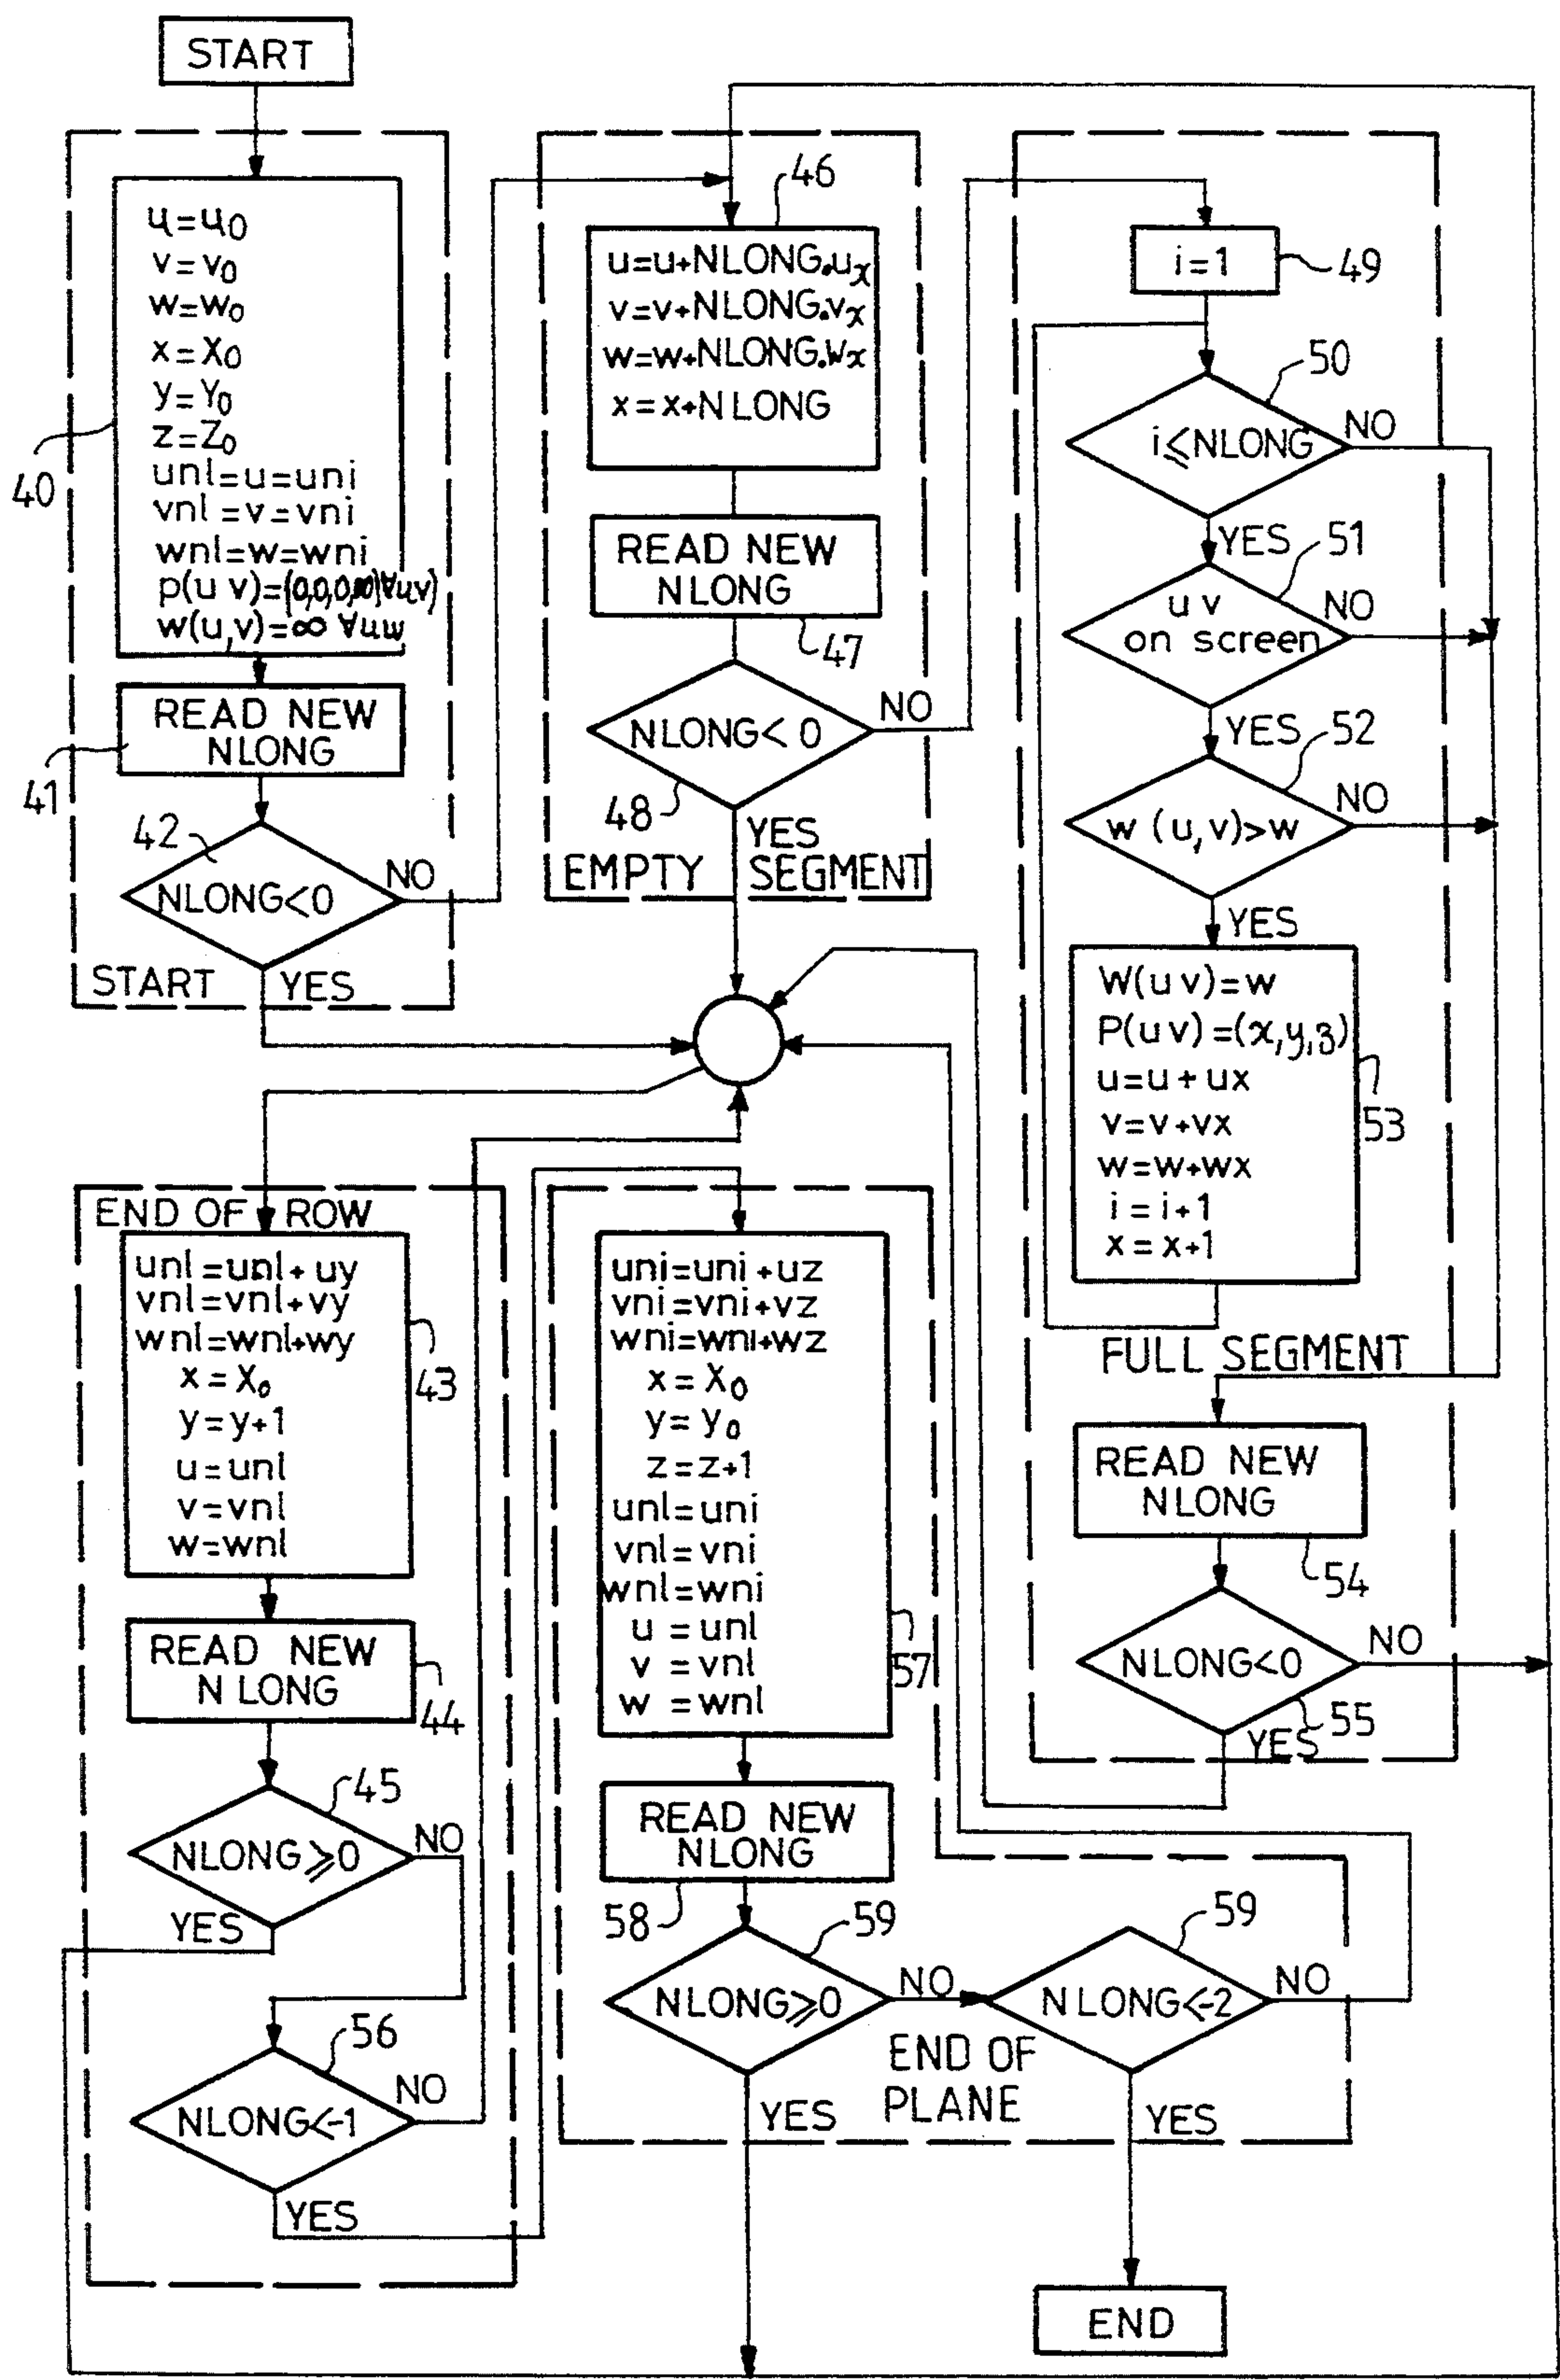 START
u=u0
v=v0
w=w0
x=X0
y=Y0
z=Z0
unl=u=uni
vnl=v=vni
wnl=w=wni
p(u v)=(0,0,0,∞)∀u,v)
w(u,v)=∞ ∀u,w
40
READ NEW
NLONG
41
42
NLONG<0
NO
YES
START
46
u=u+NLONG.ux
v=v+NLONG.vx
w=w+NLONG.wx
x=x+NLONG
READ NEW
NLONG
47
NLONG<0
NO
48
YES
EMPTY SEGMENT
i=1
49
50
i≤NLONG
NO
YES
51
u v
on screen
NO
YES
52
w (u,v)>w
NO
YES
W(u v)=w
P(u v)=(x,y,z)
u=u+ux
v=v+vx
w=w+wx
i=i+1
x=x+1
53
FULL SEGMENT
READ NEW
NLONG
54
NLONG<0
NO
55
YES
END OF ROW
unl=unl+uy
vnl=vnl+vy
wnl=wnl+wy
x=X0
y=y+1
u=unl
v=vnl
w=wnl
43
READ NEW
NLONG
44
45
NLONG≥0
NO
YES
56
NLONG<-1
NO
YES
uni=uni+uz
vni=vni+vz
wni=wni+wz
x=X0
y=Y0
z=z+1
unl=uni
vnl=vni
wnl=wni
u=unl
v=vnl
w=wnl
57
READ NEW
NLONG
58
59
NLONG≥0
NO
YES
59
NLONG<-2
NO
YES
END OF
PLANE
END